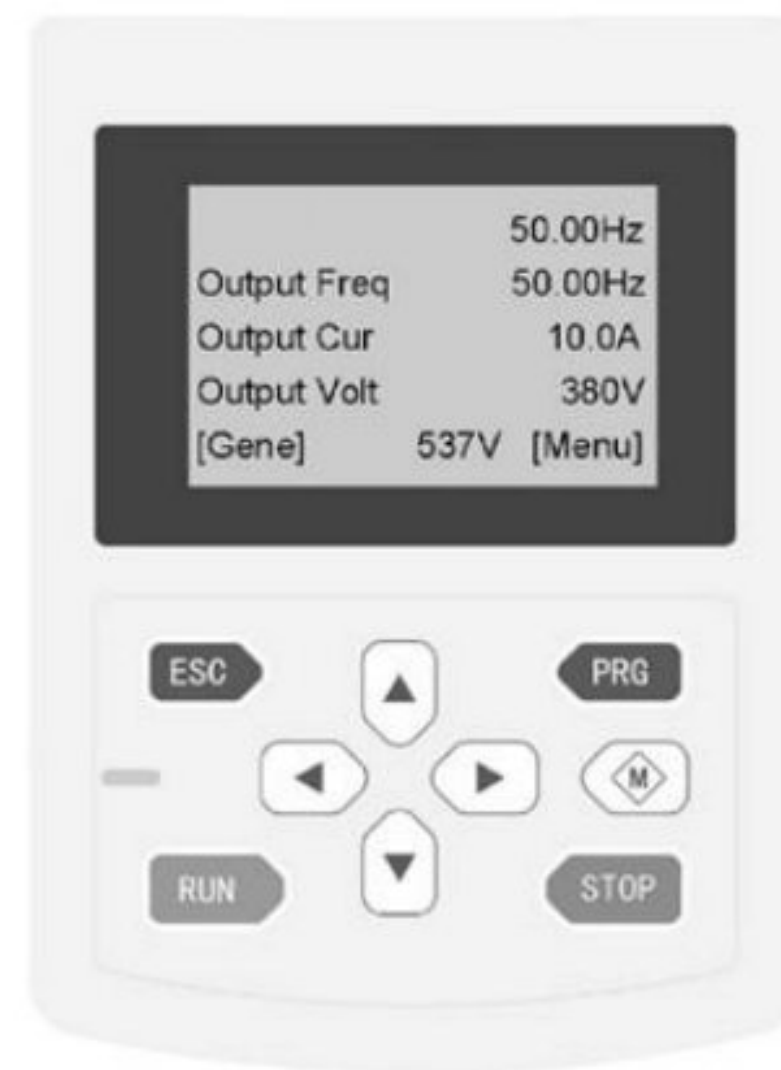 50.00Hz
Output Freq 50.00Hz
Output Cur 10.0A
Output Volt 380V
[Gene] 537V [Menu]
ESC PRG
M
RUN STOP